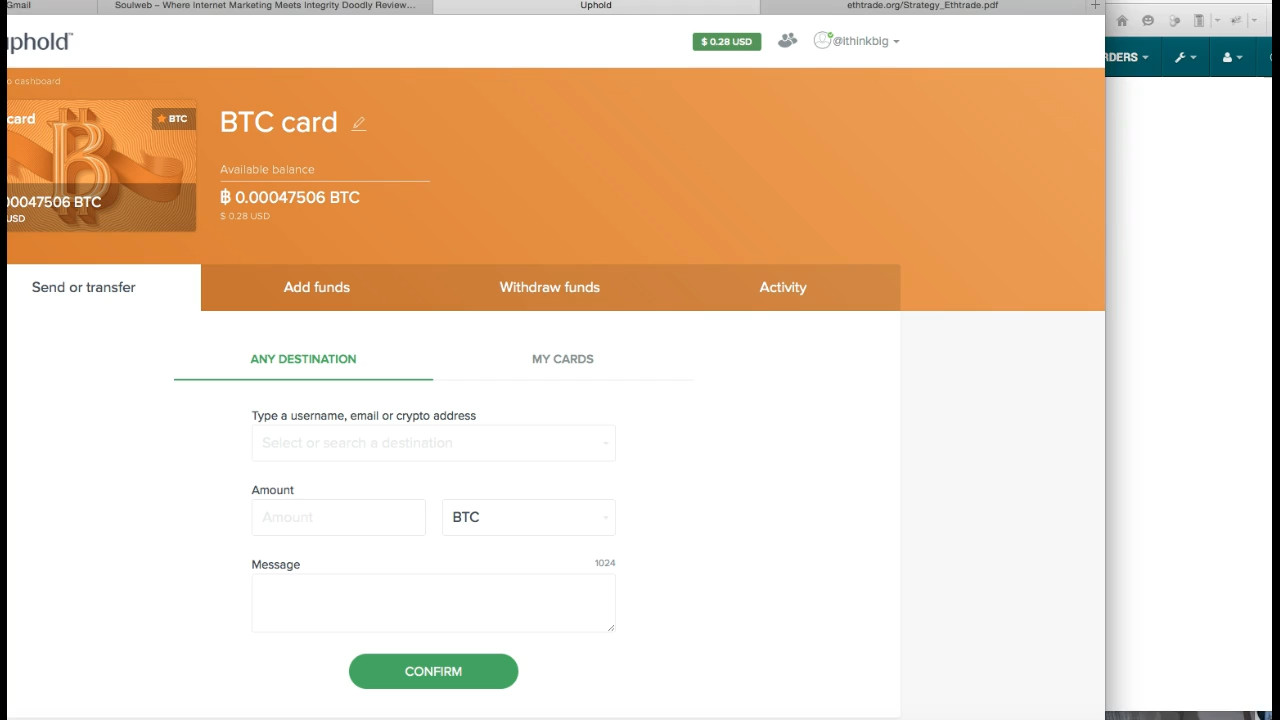 Gmail
Soulweb – Where Internet Marketing Meets Integrity Doodly Review...
Uphold
ethtrade.org/Strategy_Ethtrade.pdf
+
uphold™
$ 0.28 USD
@ithinkbig
RDERS
o dashboard
card
BTC
00047506 BTC
USD
BTC card
Available balance
฿ 0.00047506 BTC
$ 0.28 USD
Send or transfer
Add funds
Withdraw funds
Activity
ANY DESTINATION
MY CARDS
Type a username, email or crypto address
Select or search a destination
Amount
Amount
BTC
Message
1024
CONFIRM